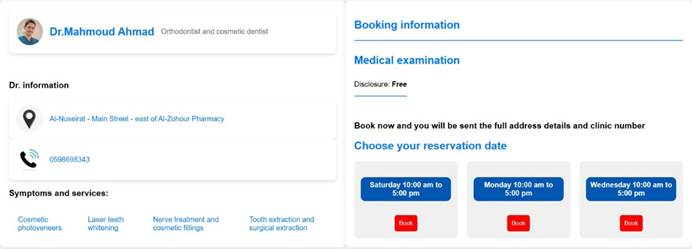 Dr.Mahmoud Ahmad Orthodontist and cosmetic dentist
Dr. information
Al-Nuseirat - Main Street - east of Al-Zohour Pharmacy
0598698343
Symptoms and services:
Cosmetic
photoveneers
Laser teeth
whitening
Nerve treatment and
cosmetic fillings
Tooth extraction and
surgical extraction
Booking information
Medical examination
Disclosure: Free
Book now and you will be sent the full address details and clinic number
Choose your reservation date
Saturday 10:00 am to
5:00 pm
Book
Monday 10:00 am to
5:00 pm
Book
Wednesday 10:00 am to
5:00 pm
Book